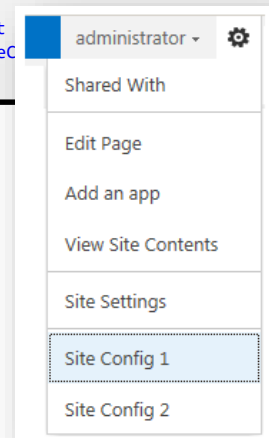 administrator
Shared With
Edit Page
Add an app
View Site Contents
Site Settings
Site Config 1
Site Config 2